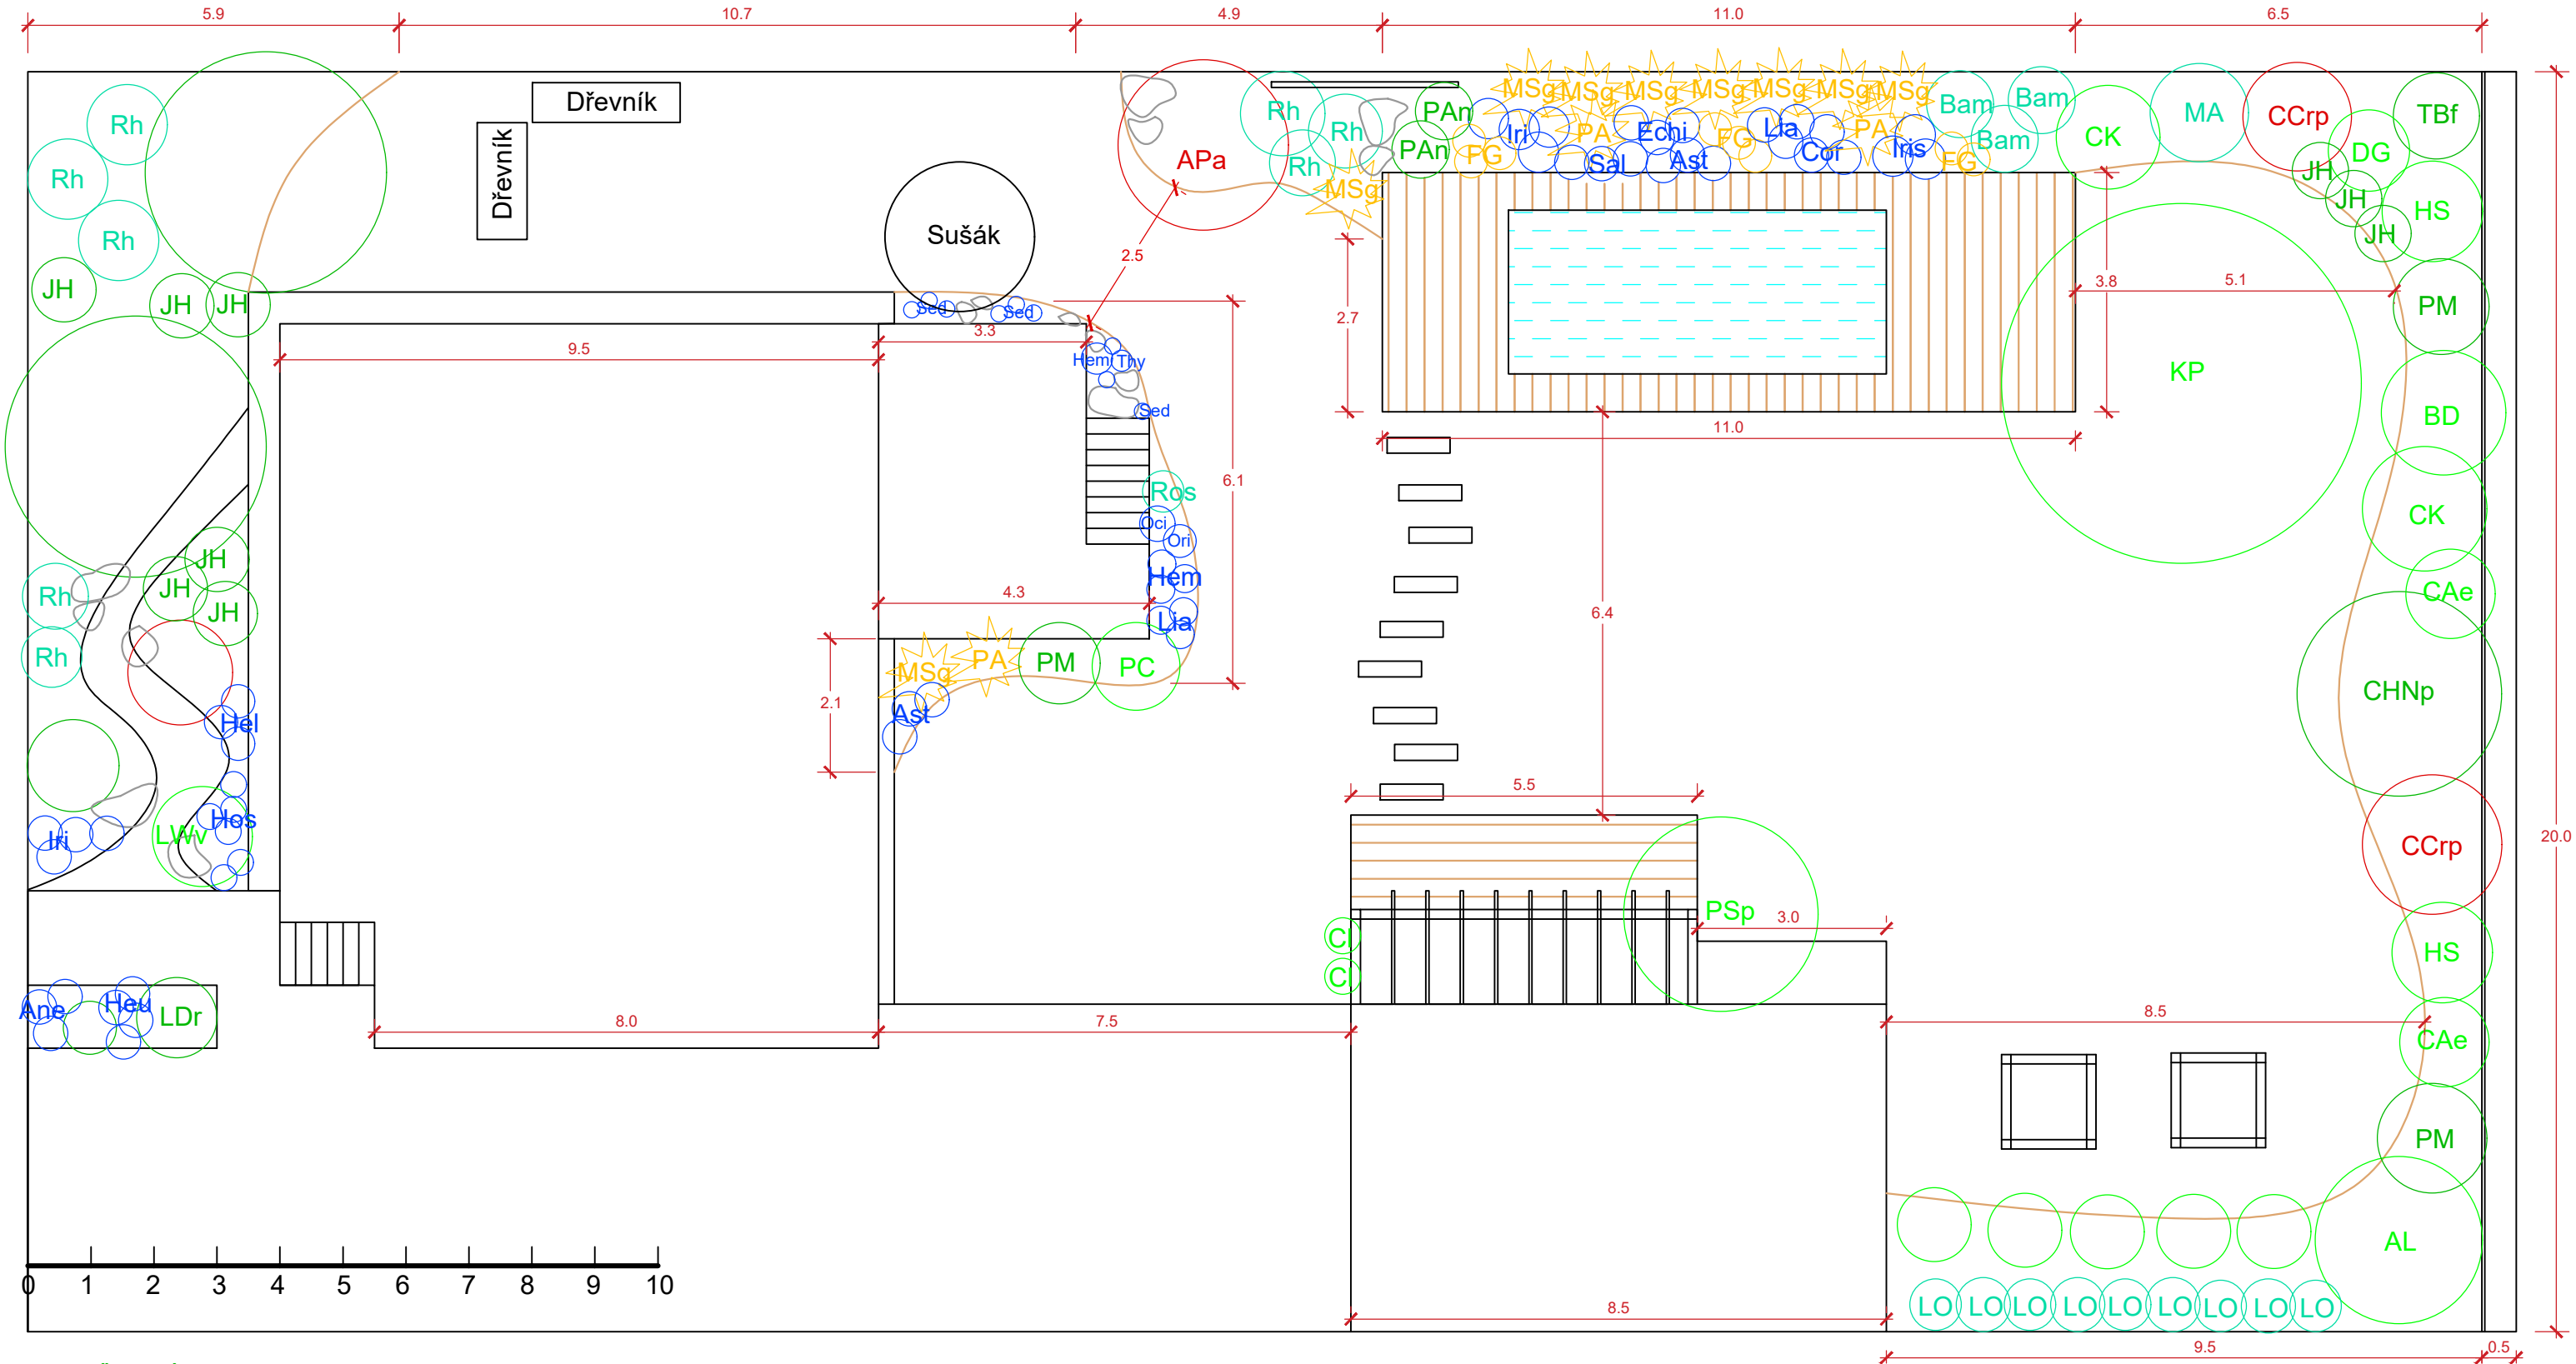 5.9 10.7 4.9 11.0 6.5
Dřevník
Dřevník
Rh
Rh
Rh
JH
JH
JH
Sušák
APa
Rh
Rh
Rh
MSg
PAn
PAn
MSg MSg MSg MSg MSg MSg MSg
Iri PA Echi FG Lia PA
FG Sal Ast Cor Iris FG
Bam
Bam
Bam
CK
MA
CCrp
TBf
DG
JH
JH
JH
HS
PM
2.5
2.7
3.8
5.1
Sed
Sed
3.3
9.5
Hem
Thy
Sed
KP
BD
11.0
6.1
Ros
Oci
Ori
Hem
Lia
CK
CAe
4.3
6.4
JH
JH
JH
Rh
Rh
MSg
PA
PM
PC
Ast
2.1
CHNp
Hel
Hos
Iri
LWv
5.5
PSp
3.0
CCrp
Cl
Cl
HS
Ane
Heu
LDr
8.0
7.5
8.5
CAe
PM
20.0
AL
0 1 2 3 4 5 6 7 8 9 10
LO LO LO LO LO LO LO LO LO
8.5
9.5
0.5